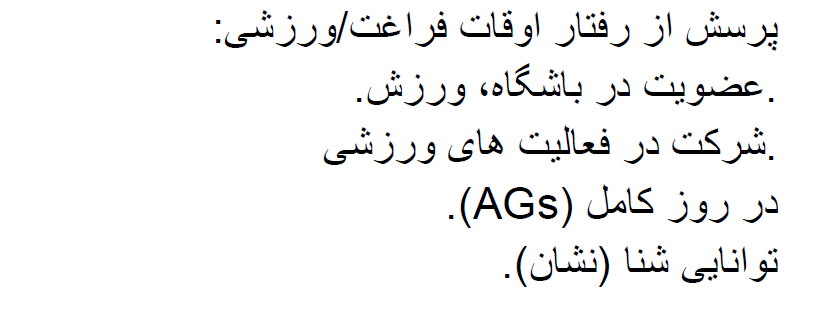 پرسش از رفتار اوقات فراغت/ورزشی:
.عضویت در باشگاه، ورزش.
.شرکت در فعالیت های ورزشی
در روز کامل (AGs).
توانایی شنا (نشان).